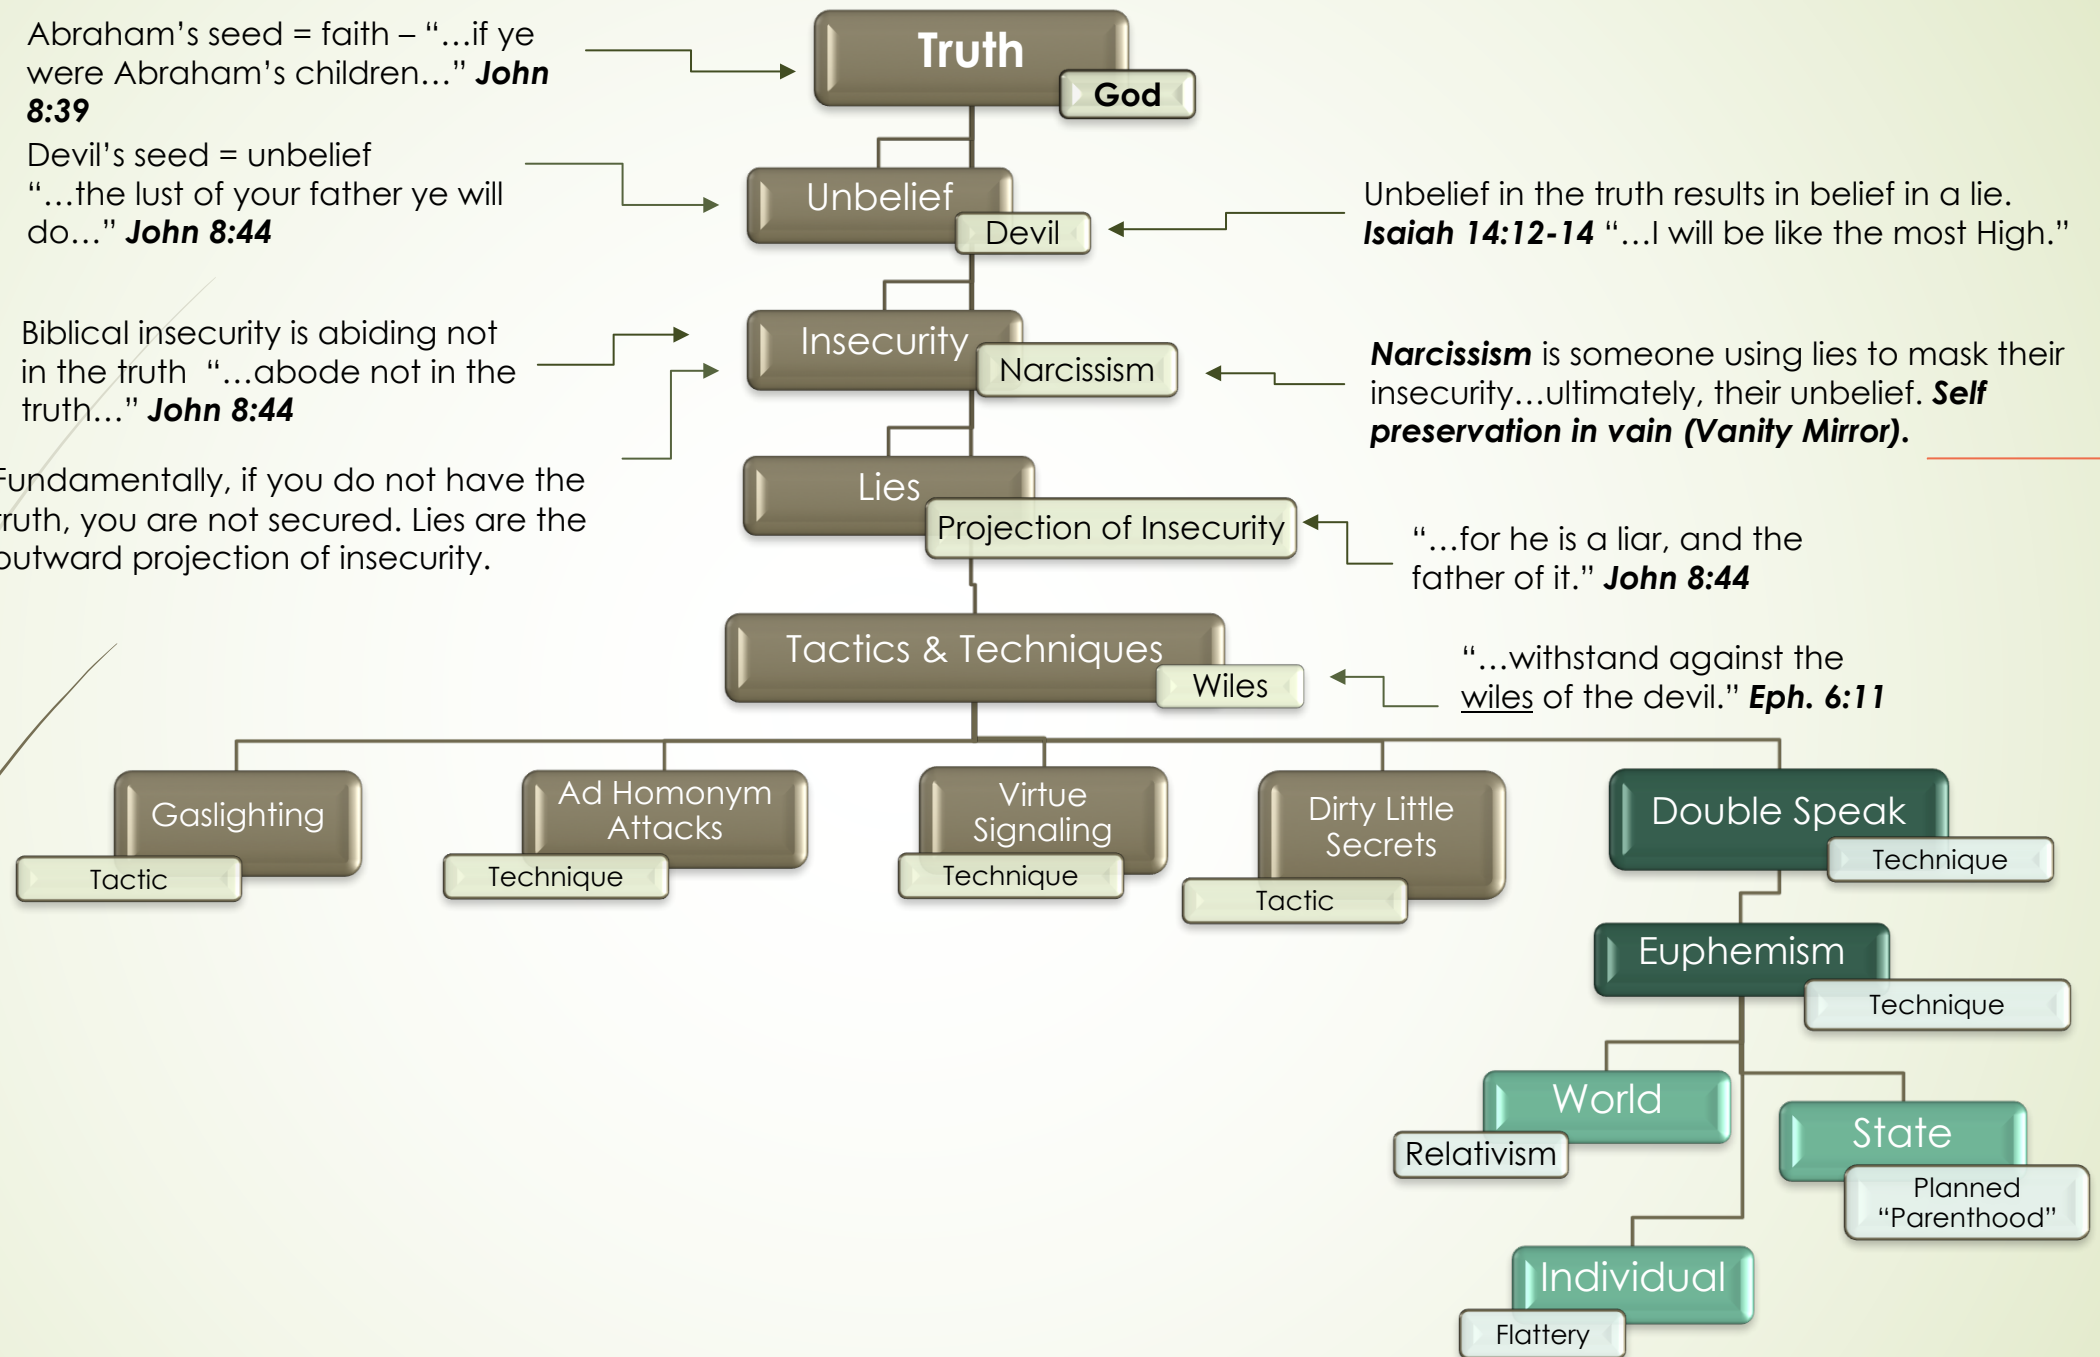 Abraham’s seed = faith – “…if ye
were Abraham’s children…” John
8:39
Truth
God
Devil’s seed = unbelief
“…the lust of your father ye will
do…” John 8:44
Unbelief
Devil
Unbelief in the truth results in belief in a lie.
Isaiah 14:12-14 “…I will be like the most High.”
Biblical insecurity is abiding not
in the truth “…abode not in the
truth…” John 8:44
Insecurity
Narcissism
Narcissism is someone using lies to mask their
insecurity…ultimately, their unbelief. Self
preservation in vain (Vanity Mirror).
Fundamentally, if you do not have the
truth, you are not secured. Lies are the
outward projection of insecurity.
Lies
Projection of Insecurity
“…for he is a liar, and the
father of it.” John 8:44
Tactics & Techniques
Wiles
“…withstand against the
wiles of the devil.” Eph. 6:11
Gaslighting
Tactic
Ad Homonym
Attacks
Technique
Virtue
Signaling
Technique
Dirty Little
Secrets
Tactic
Double Speak
Technique
Euphemism
Technique
World
Relativism
State
Planned
“Parenthood”
Individual
Flattery